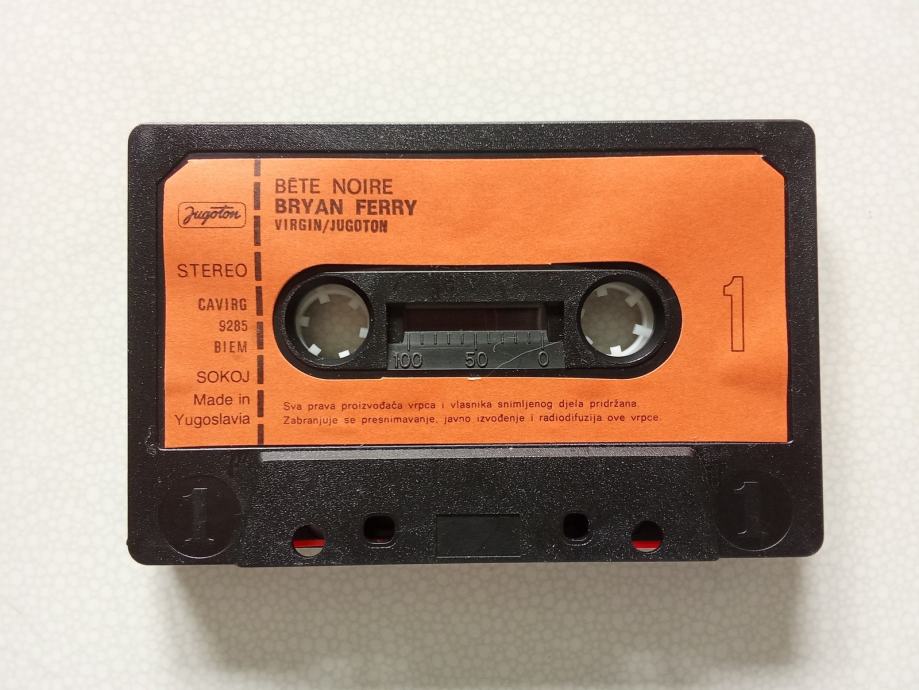 Jugoton
STEREO
CAVIRG
9285
BIEM
SOKOJ
Made in
Yugoslavia
BÊTE NOIRE
BRYAN FERRY
VIRGIN/JUGOTON
1
100 50 0
Sva prava proizvođača vrpca i vlasnika snimljenog djela pridržana.
Zabranjuje se presnimavanje, javno izvođenje i radiodifuzija ove vrpce.
1 1